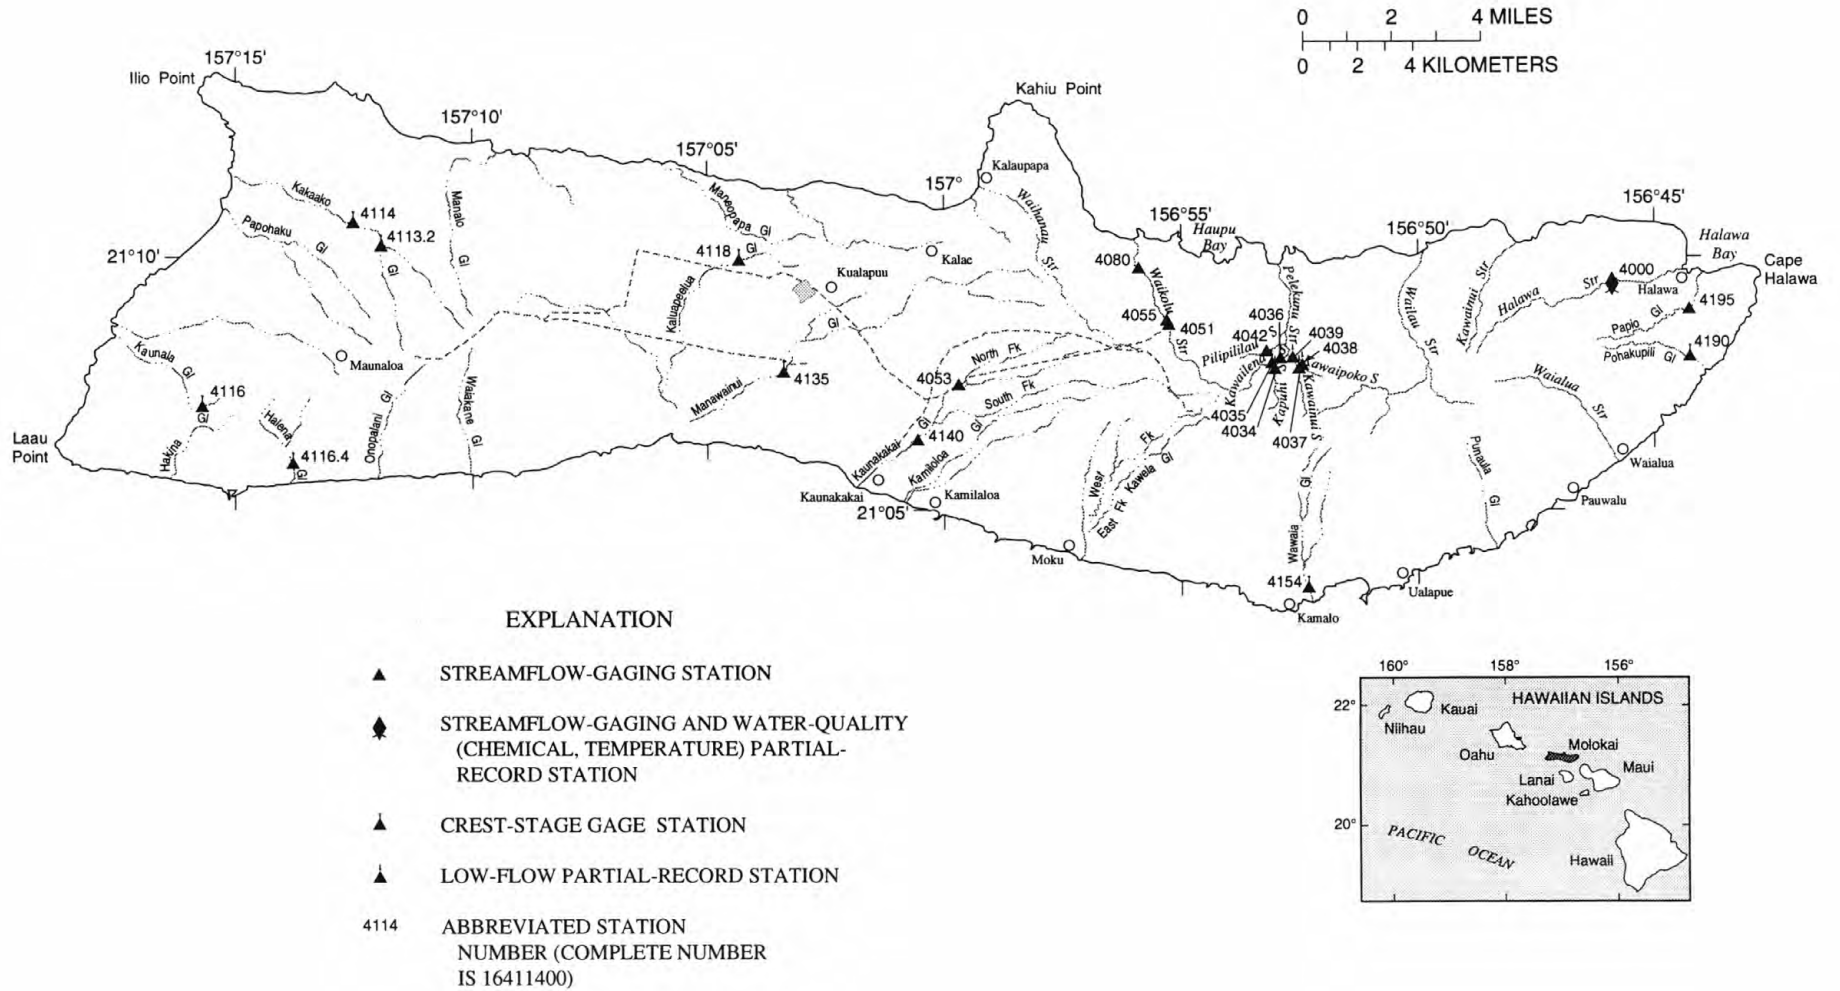 0 2 4 MILES
0 2 4 KILOMETERS
157°15'
Ilio Point
Kahiu Point
157°10'
157°05'
Kalaupapa
157°
156°45'
156°55'
Haupu
Bay
156°50'
Halawa
Bay
Kakaako
4114
Manalo
Gl
Maneopapa Gl
Waihanau
Str
Papohaku
Gl
4113.2
21°10'
Gl
4118
Gl
Kalae
4080
Kualapuu
Waikolu
Str
Pelekunu Str
Wailau
Str
Kawainui Str
Halawa
Str
4000
Halawa
Cape
Halawa
4195
Papio Gl
Pohakupili Gl
4190
Kaluapeelua
Gl
4055
4051
4036
4042
S
4039
4038
Pilipililau
Kawaipoko S
Kaunala
Gl
Maunaloa
North Fk
4053
South
Fk
Kawailena
S
S
4135
Manawainui
Waialua
Str
4116
Gl
Hakina
Halena
4116.4
Gl
Onopalani Gl
Waiakane
Gl
4035
4034
Kapuhi
4037
Kawainui S
Laau
Point
4140
Gl
Kaunakakai
Gl
Kamiloloa
Kaunakakai
Kamilaloa
21°05'
West
Fk
East Fk Kawela Gl
Gl
Wawaia
Punaula
Gl
Waialua
Pauwalu
Moku
4154
Ualapue
Kamalo
EXPLANATION
STREAMFLOW-GAGING STATION
STREAMFLOW-GAGING AND WATER-QUALITY
(CHEMICAL, TEMPERATURE) PARTIAL-
RECORD STATION
CREST-STAGE GAGE STATION
LOW-FLOW PARTIAL-RECORD STATION
4114 ABBREVIATED STATION
NUMBER (COMPLETE NUMBER
IS 16411400)
160° 158° 156°
HAWAIIAN ISLANDS
22°
Kauai
Niihau
Oahu
Molokai
Lanai
Maui
Kahoolawe
20°
PACIFIC
OCEAN
Hawaii